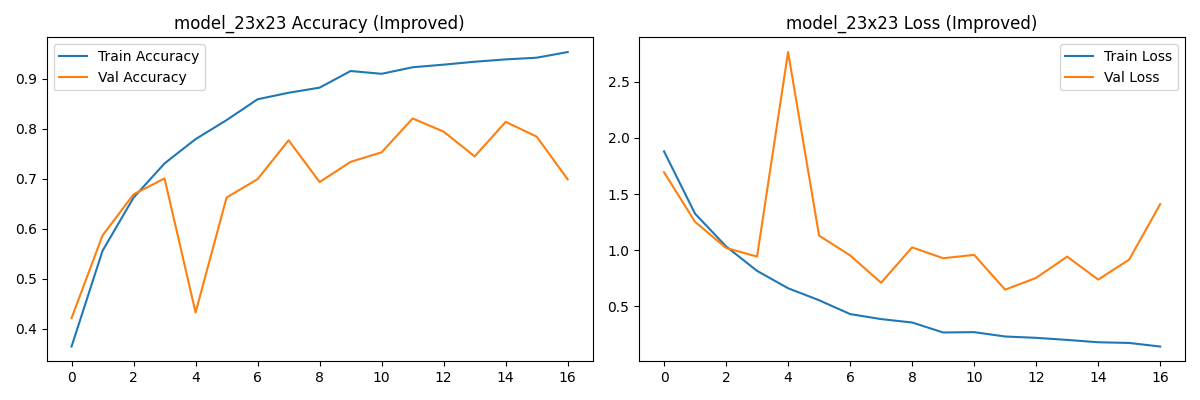 model_23x23 Accuracy (Improved)
Train Accuracy
Val Accuracy
0.9
0.8
0.7
0.6
0.5
0.4
0 2 4 6 8 10 12 14 16
model_23x23 Loss (Improved)
Train Loss
Val Loss
2.5
2.0
1.5
1.0
0.5
0 2 4 6 8 10 12 14 16